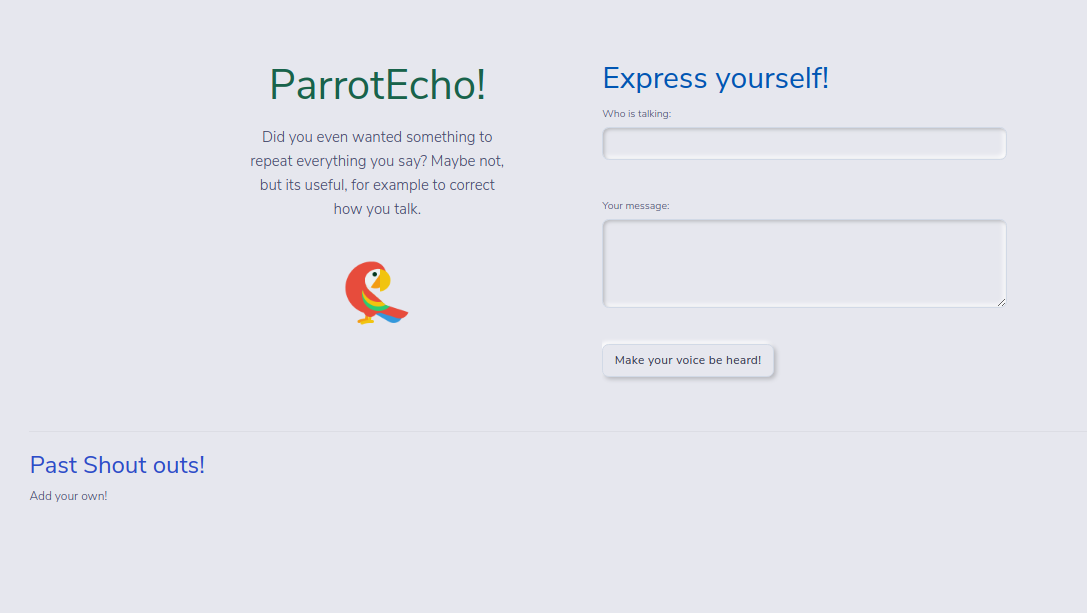 ParrotEcho!
Did you even wanted something to
repeat everything you say? Maybe not,
but its useful, for example to correct
how you talk.
Express yourself!
Who is talking:
Your message:
Make your voice be heard!
Past Shout outs!
Add your own!